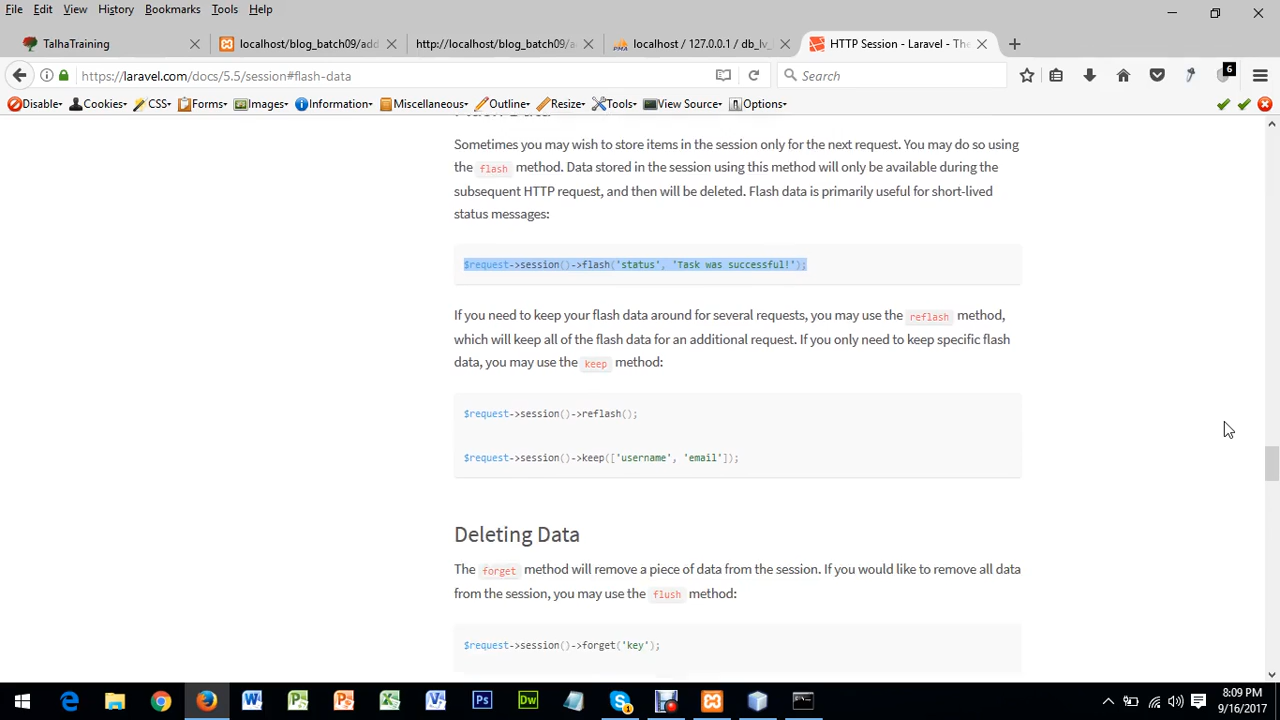 File Edit View History Bookmarks Tools Help
TalhaTraining
localhost/blog_batch09/add
http://localhost/blog_batch09/a
localhost / 127.0.0.1 / db_lv_
HTTP Session - Laravel - The
https://laravel.com/docs/5.5/session#flash-data
Search
6
Disable Cookies CSS Forms Images Information Miscellaneous Outline Resize Tools View Source Options
Flash Data
Sometimes you may wish to store items in the session only for the next request. You may do so using
the flash method. Data stored in the session using this method will only be available during the
subsequent HTTP request, and then will be deleted. Flash data is primarily useful for short-lived
status messages:
$request->session()->flash('status', 'Task was successful!');
If you need to keep your flash data around for several requests, you may use the reflash method,
which will keep all of the flash data for an additional request. If you only need to keep specific flash
data, you may use the keep method:
$request->session()->reflash();
$request->session()->keep(['username', 'email']);
Deleting Data
The forget method will remove a piece of data from the session. If you would like to remove all data
from the session, you may use the flush method:
$request->session()->forget('key');
8:09 PM
9/16/2017